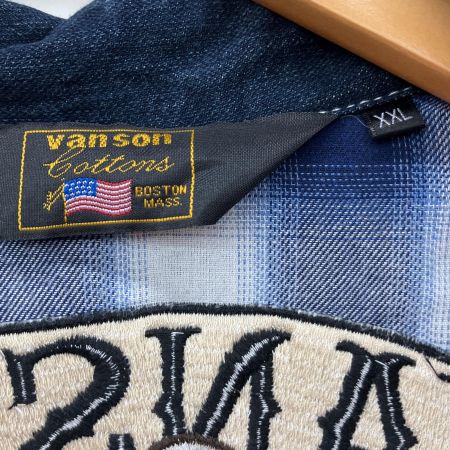 vanson
Cottons
BOSTON
MASS.
XXL